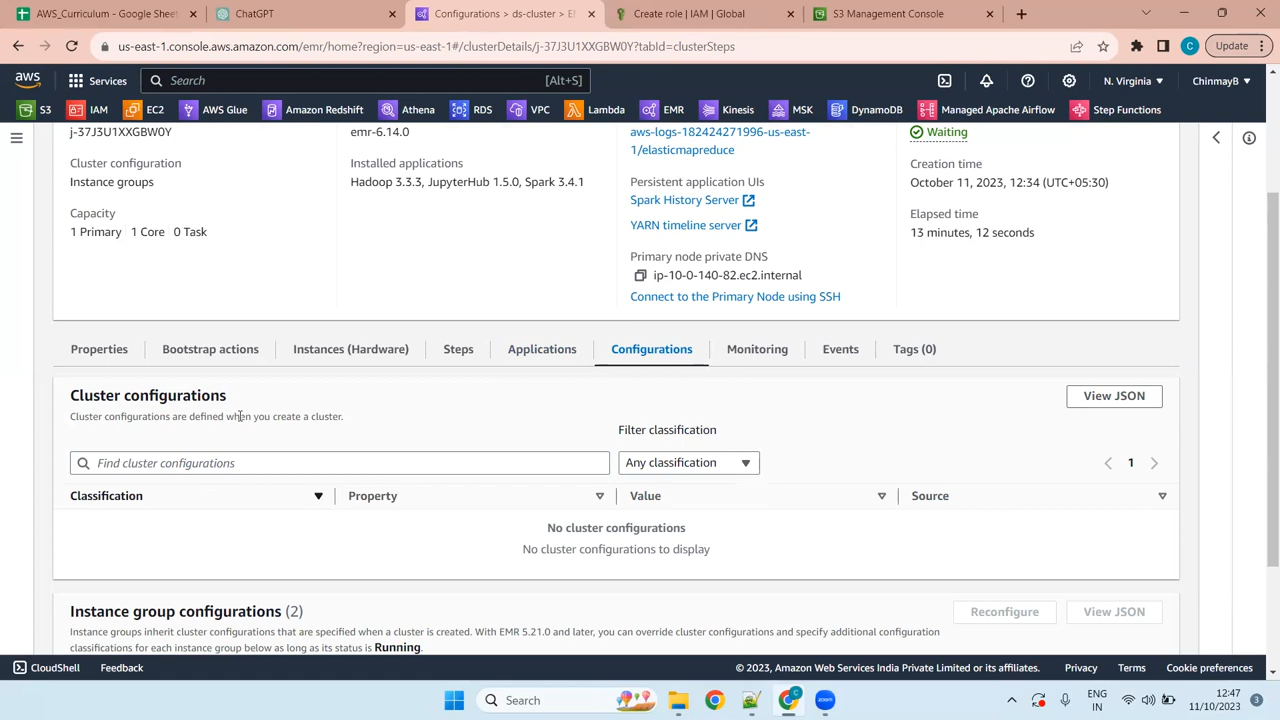 AWS_Curriculum - Google Sheet
ChatGPT
Configurations > ds-cluster > E
Create role | IAM | Global
S3 Management Console
us-east-1.console.aws.amazon.com/emr/home?region=us-east-1#/clusterDetails/j-37J3U1XXGBW0Y?tabId=clusterSteps
C
Update
aws
Services
Search
[Alt+S]
N. Virginia
ChinmayB
S3
IAM
EC2
AWS Glue
Amazon Redshift
Athena
RDS
VPC
Lambda
EMR
Kinesis
MSK
DynamoDB
Managed Apache Airflow
Step Functions
j-37J3U1XXGBW0Y
emr-6.14.0
aws-logs-182424271996-us-east-
1/elasticmapreduce
Waiting
Cluster configuration
Instance groups
Installed applications
Hadoop 3.3.3, JupyterHub 1.5.0, Spark 3.4.1
Persistent application UIs
Spark History Server
YARN timeline server
Creation time
October 11, 2023, 12:34 (UTC+05:30)
Capacity
1 Primary 1 Core 0 Task
Elapsed time
13 minutes, 12 seconds
Primary node private DNS
ip-10-0-140-82.ec2.internal
Connect to the Primary Node using SSH
Properties
Bootstrap actions
Instances (Hardware)
Steps
Applications
Configurations
Monitoring
Events
Tags (0)
Cluster configurations
Cluster configurations are defined when you create a cluster.
View JSON
Filter classification
Find cluster configurations
Any classification
1
Classification
Property
Value
Source
No cluster configurations
No cluster configurations to display
Instance group configurations (2)
Instance groups inherit cluster configurations that are specified when a cluster is created. With EMR 5.21.0 and later, you can override cluster configurations and specify additional configuration
classifications for each instance group below as long as its status is Running.
Reconfigure
View JSON
CloudShell
Feedback
© 2023, Amazon Web Services India Private Limited or its affiliates.
Privacy
Terms
Cookie preferences
Search
zoom
ENG
IN
12:47
11/10/2023
3